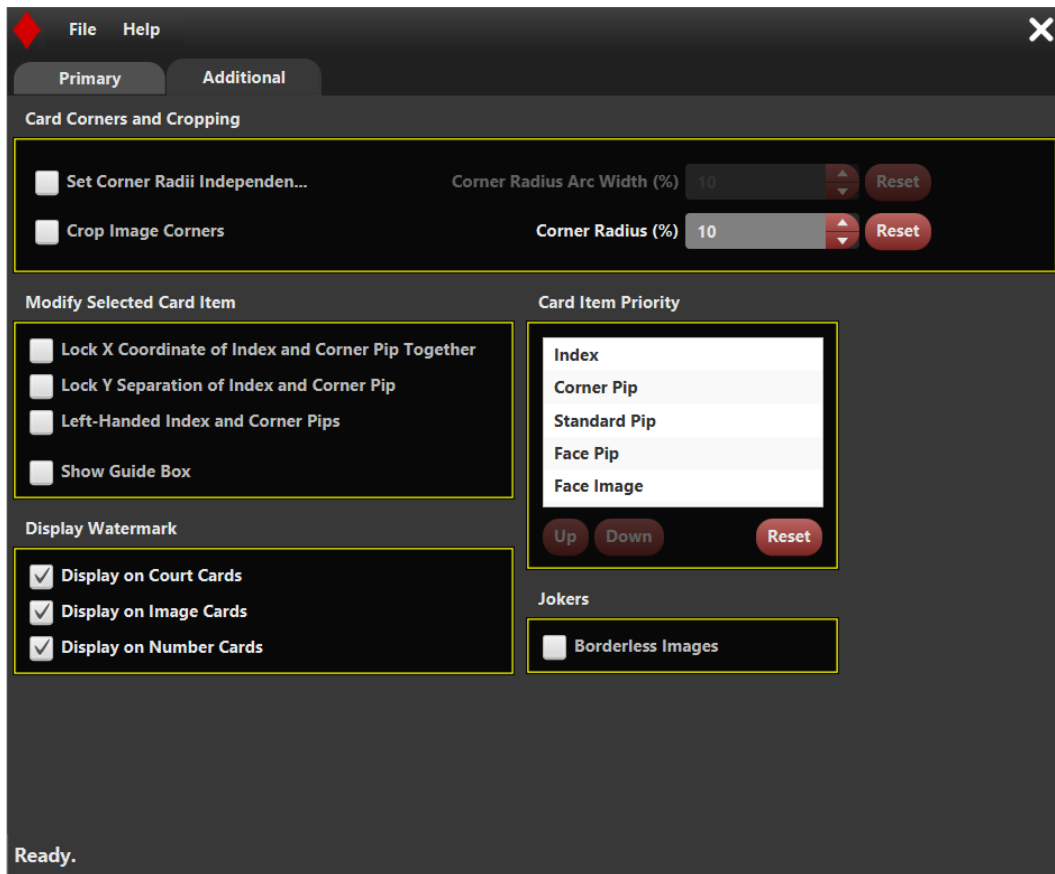 File Help
Primary Additional
Card Corners and Cropping
Set Corner Radii Independen... Corner Radius Arc Width (%) 10 Reset
Crop Image Corners Corner Radius (%) 10 Reset
Modify Selected Card Item
Lock X Coordinate of Index and Corner Pip Together
Lock Y Separation of Index and Corner Pip
Left-Handed Index and Corner Pips
Show Guide Box
Card Item Priority
Index
Corner Pip
Standard Pip
Face Pip
Face Image
Up Down Reset
Display Watermark
Display on Court Cards
Display on Image Cards
Display on Number Cards
Jokers
Borderless Images
Ready.